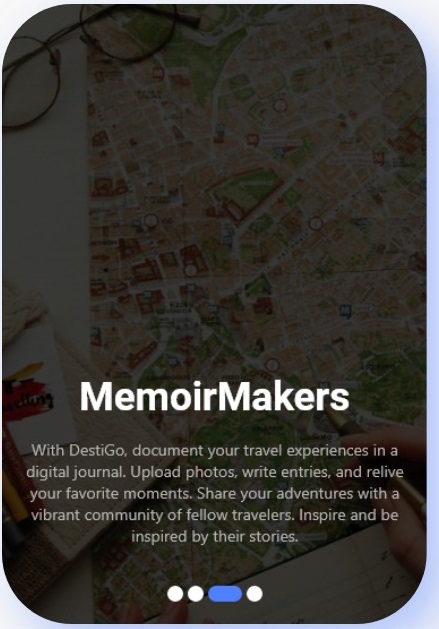 MemoirMakers
With DestiGo, document your travel experiences in a
digital journal. Upload photos, write entries, and relive
your favorite moments. Share your adventures with a
vibrant community of fellow travelers. Inspire and be
inspired by their stories.